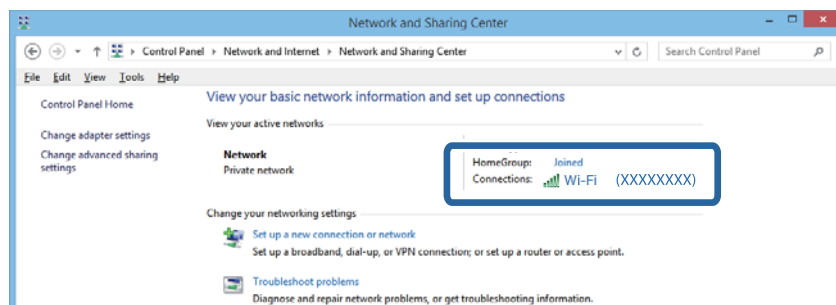 Network and Sharing Center
Control Panel Network and Internet Network and Sharing Center
Search Control Panel
File Edit View Tools Help
Control Panel Home
Change adapter settings
Change advanced sharing
settings
View your basic network information and set up connections
View your active networks
Network
Private network
HomeGroup: Joined
Connections: Wi-Fi (XXXXXXXX)
Change your networking settings
Set up a new connection or network
Set up a broadband, dial-up, or VPN connection; or set up a router or access point.
Troubleshoot problems
Diagnose and repair network problems, or get troubleshooting information.